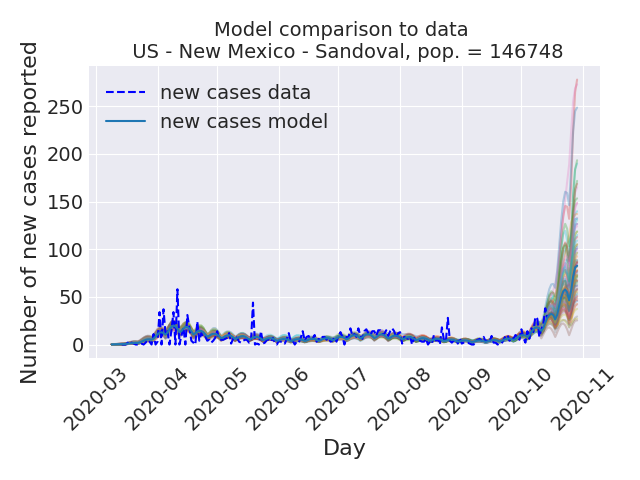 Model comparison to data
US - New Mexico - Sandoval, pop. = 146748
new cases data
new cases model
Number of new cases reported
250
200
150
100
50
0
2020-03
2020-04
2020-05
2020-06
2020-07
2020-08
2020-09
2020-10
2020-11
Day